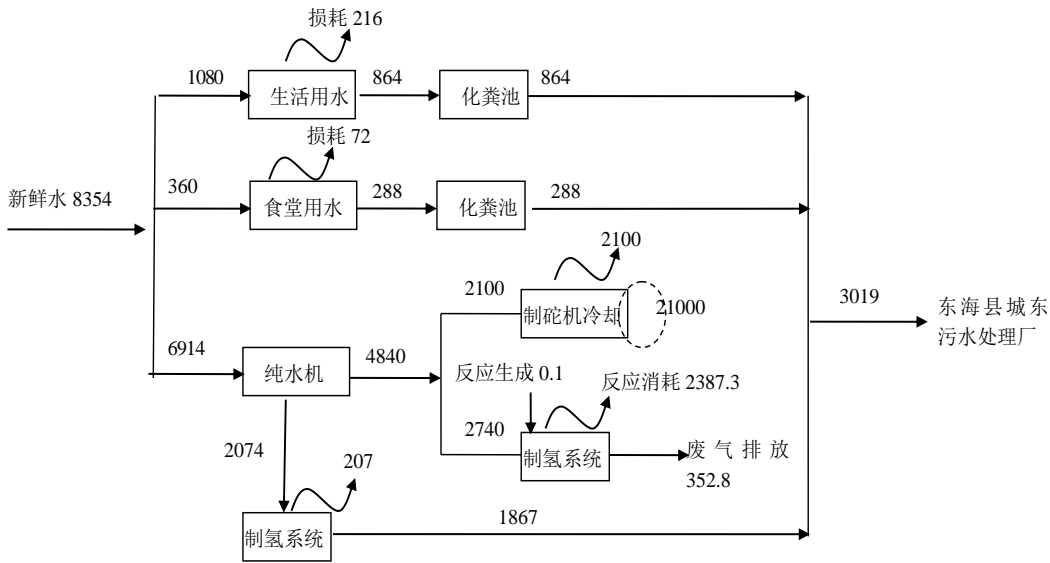 损耗 216
1080
生活用水
864
化粪池
864
损耗 72
新鲜水 8354
360
食堂用水
288
化粪池
288
2100
2100
制砣机冷却
21000
3019
东海县城东
污水处理厂
6914
纯水机
4840
反应生成 0.1
反应消耗 2387.3
2074
2740
制氢系统
废气排放
352.8
207
制氢系统
1867